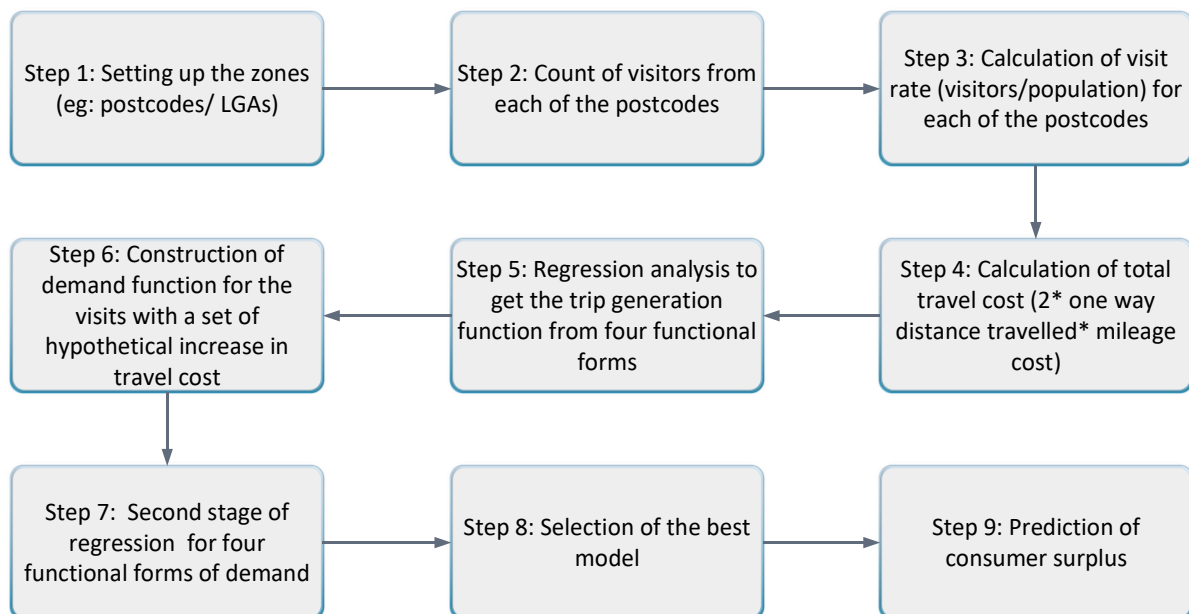 Step 1: Setting up the zones
(eg: postcodes/ LGAs)
Step 2: Count of visitors from
each of the postcodes
Step 3: Calculation of visit
rate (visitors/population) for
each of the postcodes
Step 4: Calculation of total
travel cost (2* one way
distance travelled* mileage
cost)
Step 5: Regression analysis to
get the trip generation
function from four functional
forms
Step 6: Construction of
demand function for the
visits with a set of
hypothetical increase in
travel cost
Step 7:  Second stage of
regression  for four
functional forms of demand
Step 8: Selection of the best
model
Step 9: Prediction of
consumer surplus